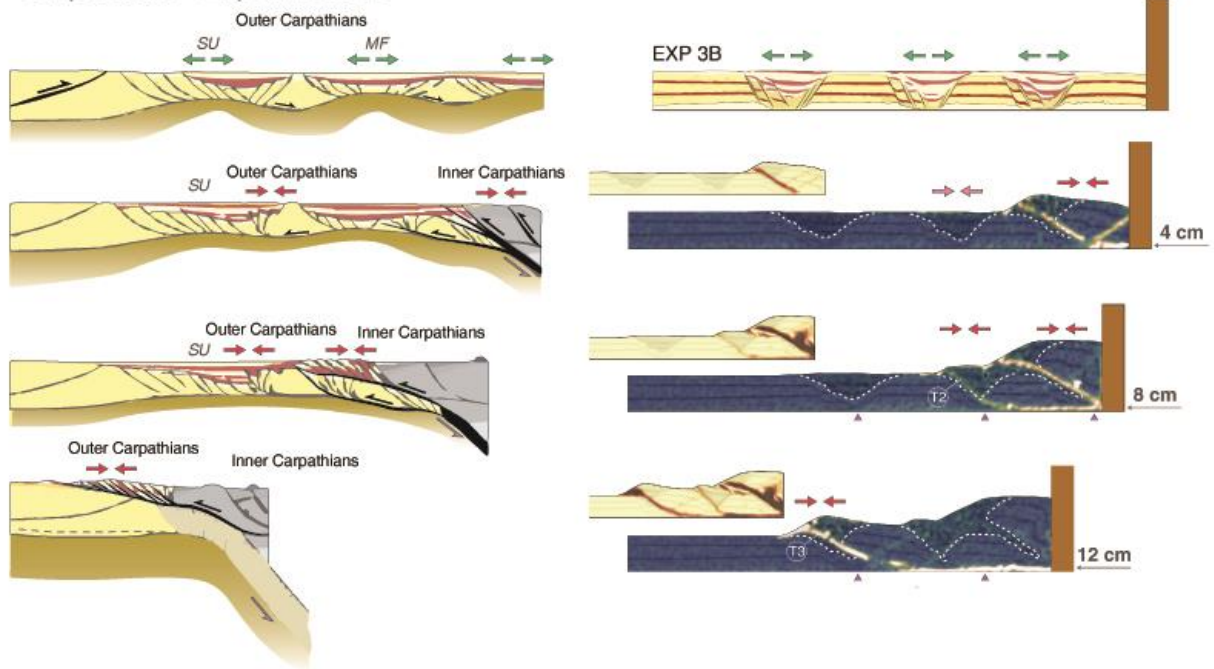 Outer Carpathians
SU
MF
EXP 3B
Outer Carpathians
Inner Carpathians
SU
4 cm
Outer Carpathians
Inner Carpathians
SU
T2
8 cm
Outer Carpathians
Inner Carpathians
T3
12 cm